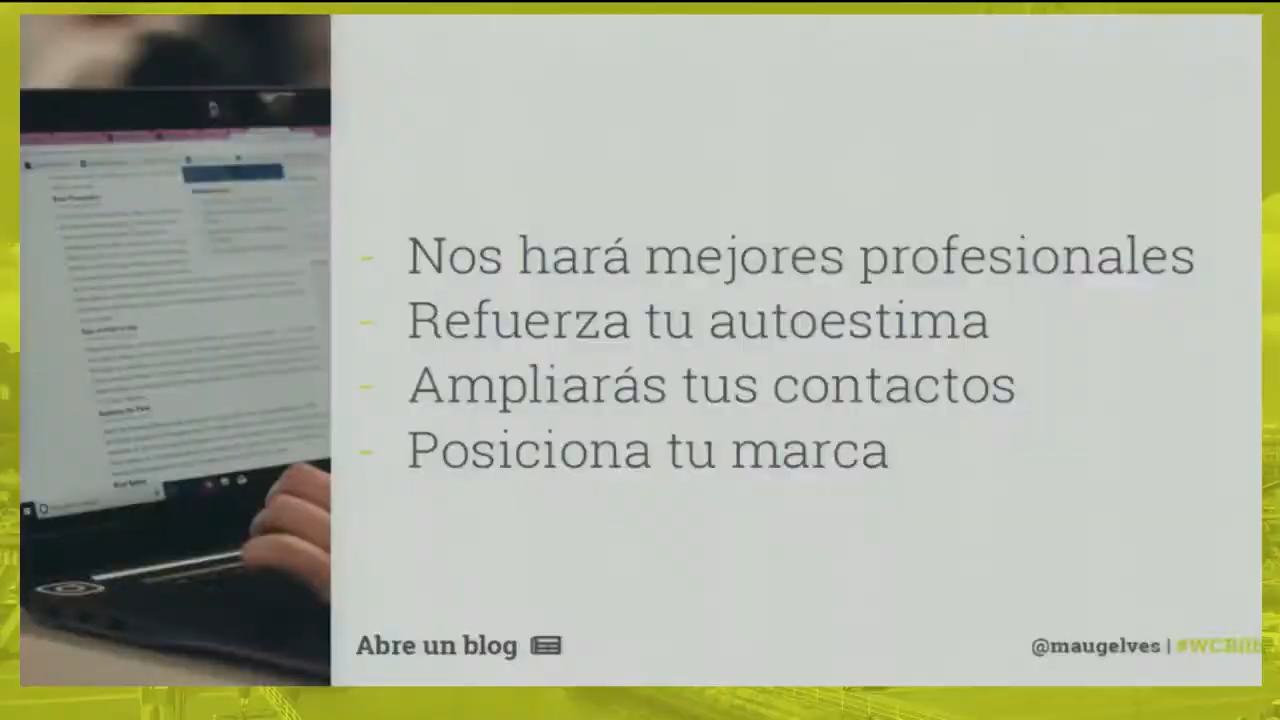 - Nos hará mejores profesionales
- Refuerza tu autoestima
- Ampliarás tus contactos
- Posiciona tu marca
Abre un blog
@maugelves |